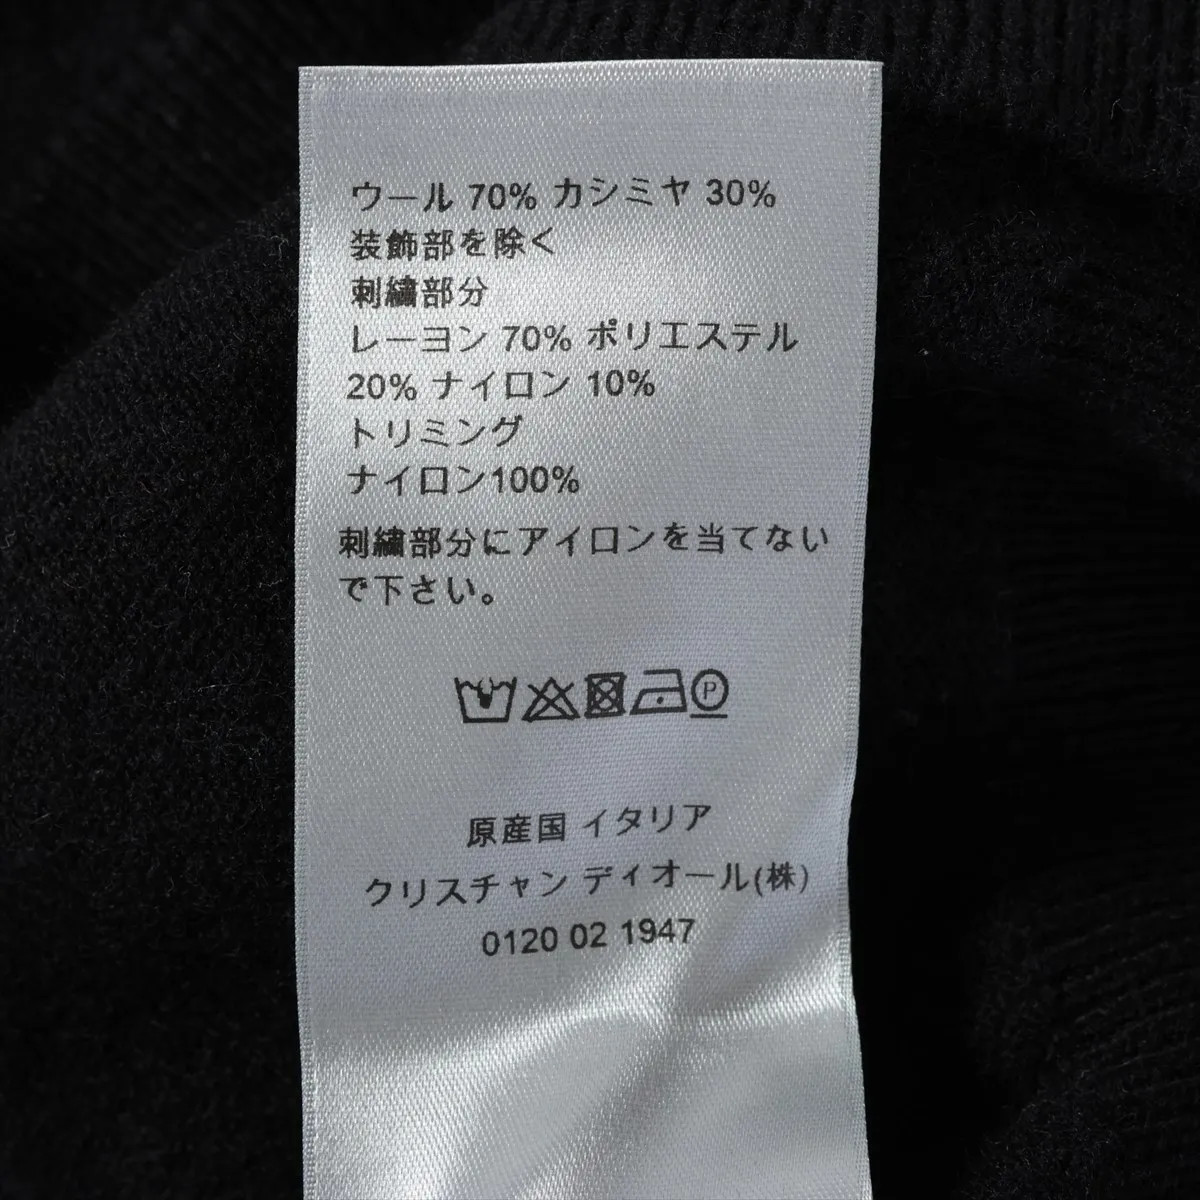 ウール 70% カシミヤ 30%
装飾部を除く
刺繍部分
レーヨン 70% ポリエステル
20% ナイロン 10%
トリミング
ナイロン100%
刺繍部分にアイロンを当てない
で下さい。
P
原産国 イタリア
クリスチャン ディオール(株)
0120 02 1947